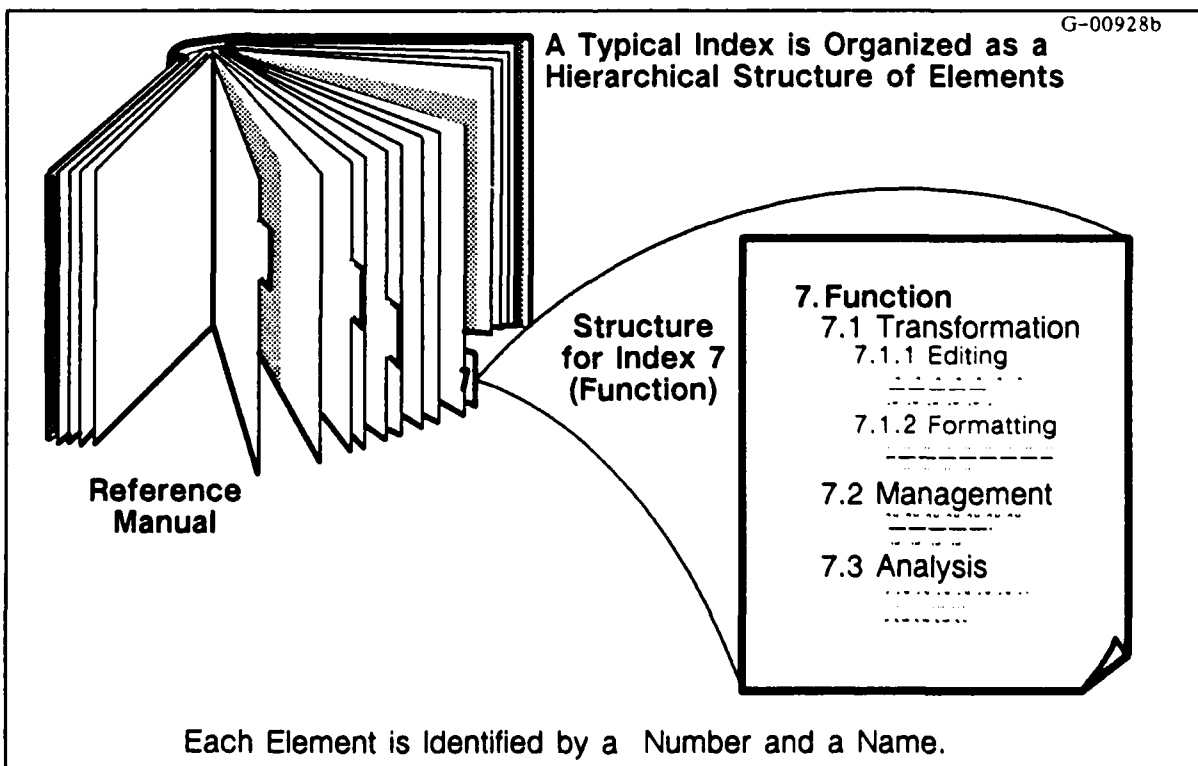 G-00928b
A Typical Index is Organized as a
Hierarchical Structure of Elements
Structure
for Index 7
(Function)
7
Reference
Manual
7. Function
7.1 Transformation
7.1.1 Editing
7.1.2 Formatting
7.2 Management
7.3 Analysis
Each Element is Identified by a Number and a Name.